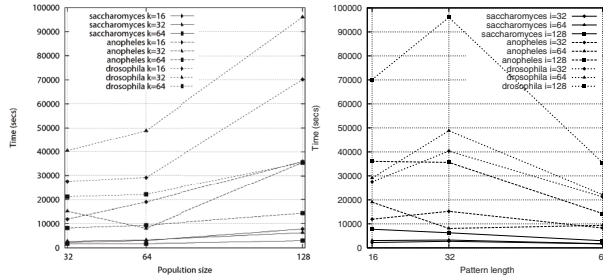 100000
90000
80000
70000
60000
50000
40000
30000
20000
10000
0
Time (secs)
saccharomyces k=16
saccharomyces k=32
saccharomyces k=64
anopheles k=16
anopheles k=32
anopheles k=64
drosophila k=16
drosophila k=32
drosophila k=64
32
64
128
Population size
100000
90000
80000
70000
60000
50000
40000
30000
20000
10000
0
Time (secs)
saccharomyces i=32
saccharomyces i=64
saccharomyces i=128
anopheles i=32
anopheles i=64
anopheles i=128
drosophila i=32
drosophila i=64
drosophila i=128
16
32
6
Pattern length